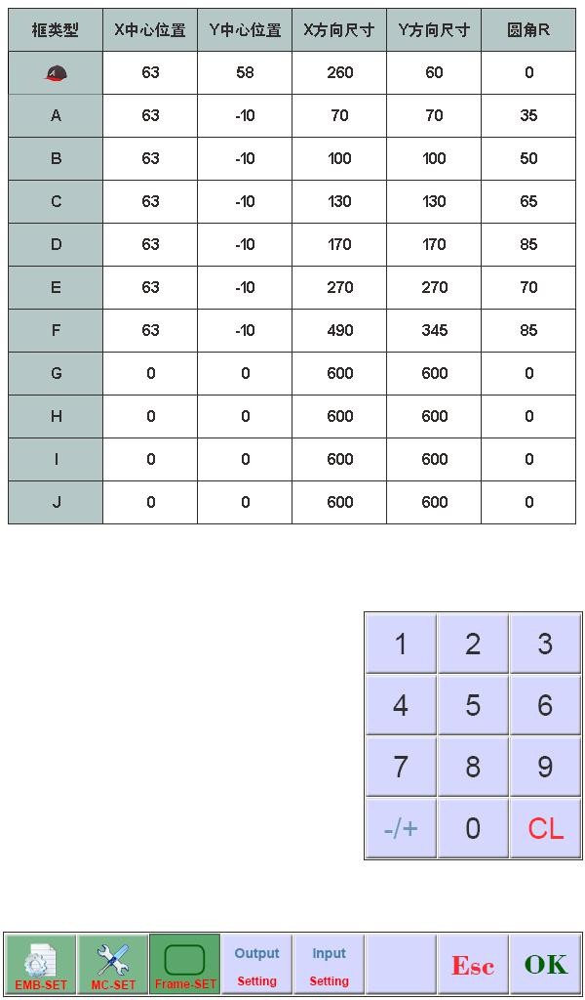 框类型 X中心位置 Y中心位置 X方向尺寸 Y方向尺寸 圆角R
63 58 260 60 0
A 63 -10 70 70 35
B 63 -10 100 100 50
C 63 -10 130 130 65
D 63 -10 170 170 85
E 63 -10 270 270 70
F 63 -10 490 345 85
G 0 0 600 600 0
H 0 0 600 600 0
I 0 0 600 600 0
J 0 0 600 600 0
1 2 3
4 5 6
7 8 9
-/+ 0 CL
EMB-SET MC-SET Frame-SET
Output
Setting
Input
Setting
Esc OK